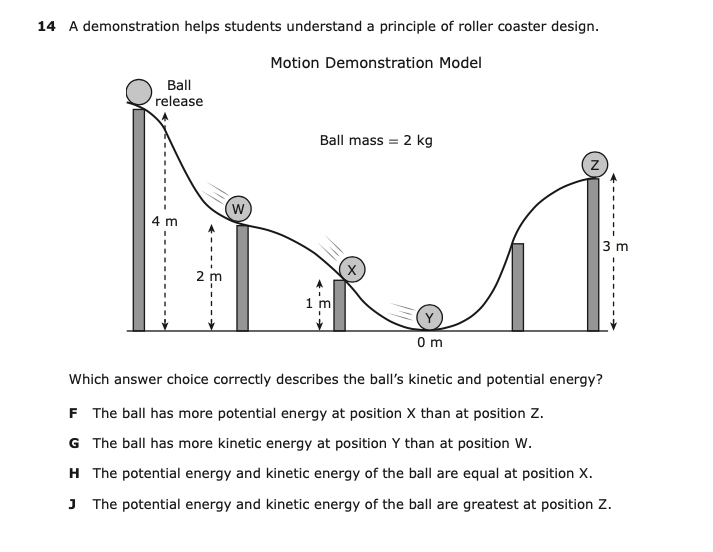 14 A demonstration helps students understand a principle of roller coaster design.
Motion Demonstration Model
Ball
release
Ball mass = 2 kg
Z
W
4 m
3 m
X
2 m
1 m
Y
0 m
Which answer choice correctly describes the ball’s kinetic and potential energy?
F The ball has more potential energy at position X than at position Z.
G The ball has more kinetic energy at position Y than at position W.
H The potential energy and kinetic energy of the ball are equal at position X.
J The potential energy and kinetic energy of the ball are greatest at position Z.